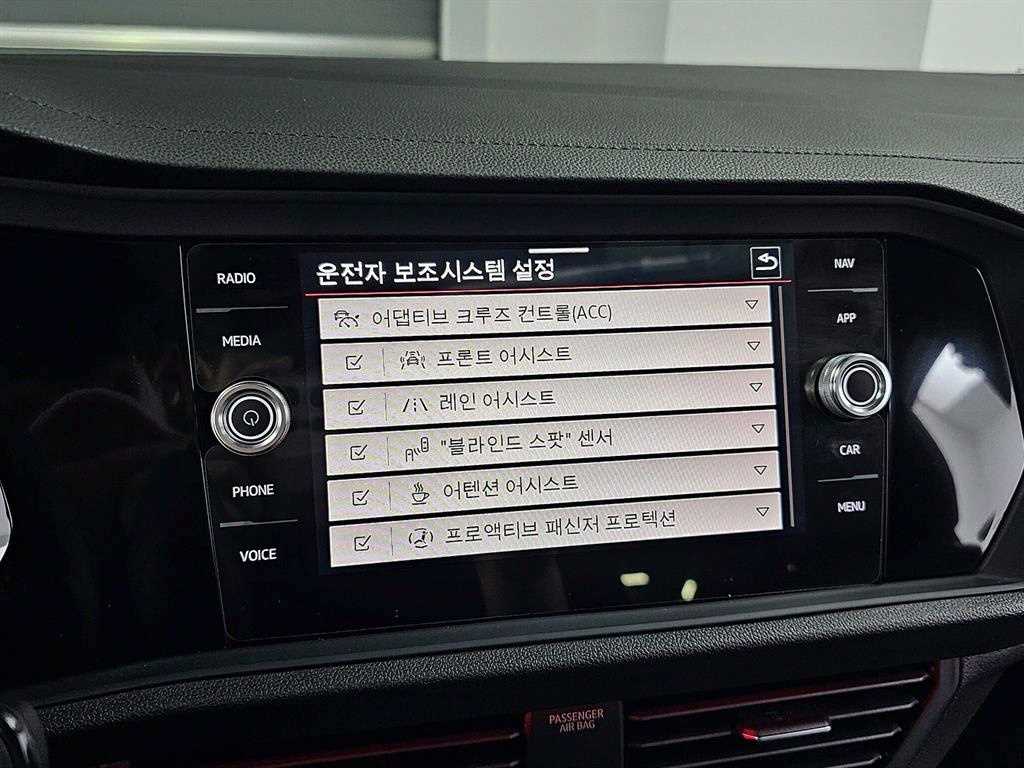 운전자 보조시스템 설정
RADIO
MEDIA
PHONE
VOICE
어댑티브 크루즈 컨트롤(ACC)
프론트 어시스트
레인 어시스트
"블라인드 스팟" 센서
어텐션 어시스트
프로액티브 패신저 프로텍션
NAV
APP
CAR
MENU
PASSENGER
AIR BAG